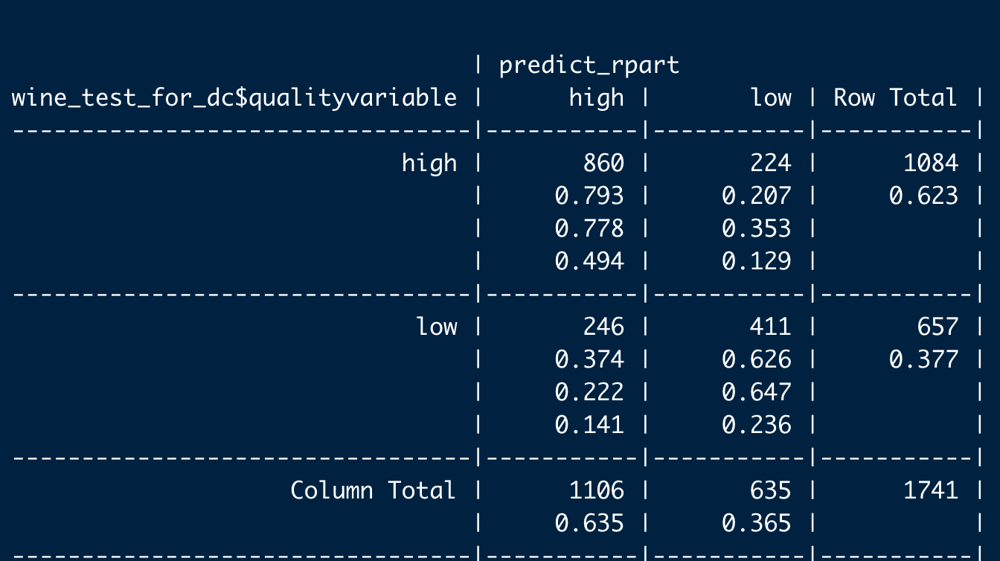 | predict_rpart
wine_test_for_dc$qualityvariable |      high |       low | Row Total |
---------------------------------|-----------|-----------|-----------|
                            high |       860 |       224 |      1084 |
                                 |     0.793 |     0.207 |     0.623 |
                                 |     0.778 |     0.353 |           |
                                 |     0.494 |     0.129 |           |
---------------------------------|-----------|-----------|-----------|
                             low |       246 |       411 |       657 |
                                 |     0.374 |     0.626 |     0.377 |
                                 |     0.222 |     0.647 |           |
                                 |     0.141 |     0.236 |           |
---------------------------------|-----------|-----------|-----------|
                    Column Total |      1106 |       635 |      1741 |
                                 |     0.635 |     0.365 |           |
---------------------------------|-----------|-----------|-----------|